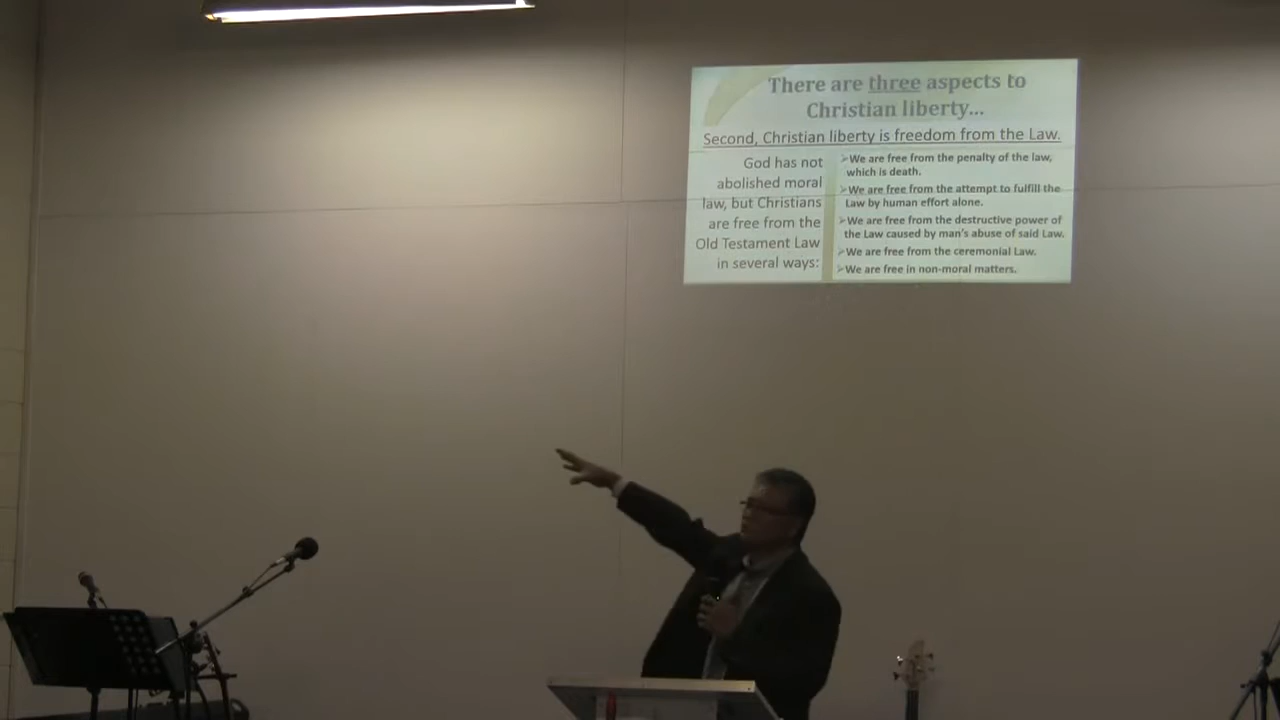 There are three aspects to
Christian liberty...
Second, Christian liberty is freedom from the Law.
God has not
abolished moral
law, but Christians
are free from the
Old Testament Law
in several ways:
➢We are free from the penalty of the law,
which is death.
➢We are free from the attempt to fulfill the
Law by human effort alone.
➢We are free from the destructive power of
the Law caused by man's abuse of said Law.
➢We are free from the ceremonial Law.
➢We are free in non-moral matters.